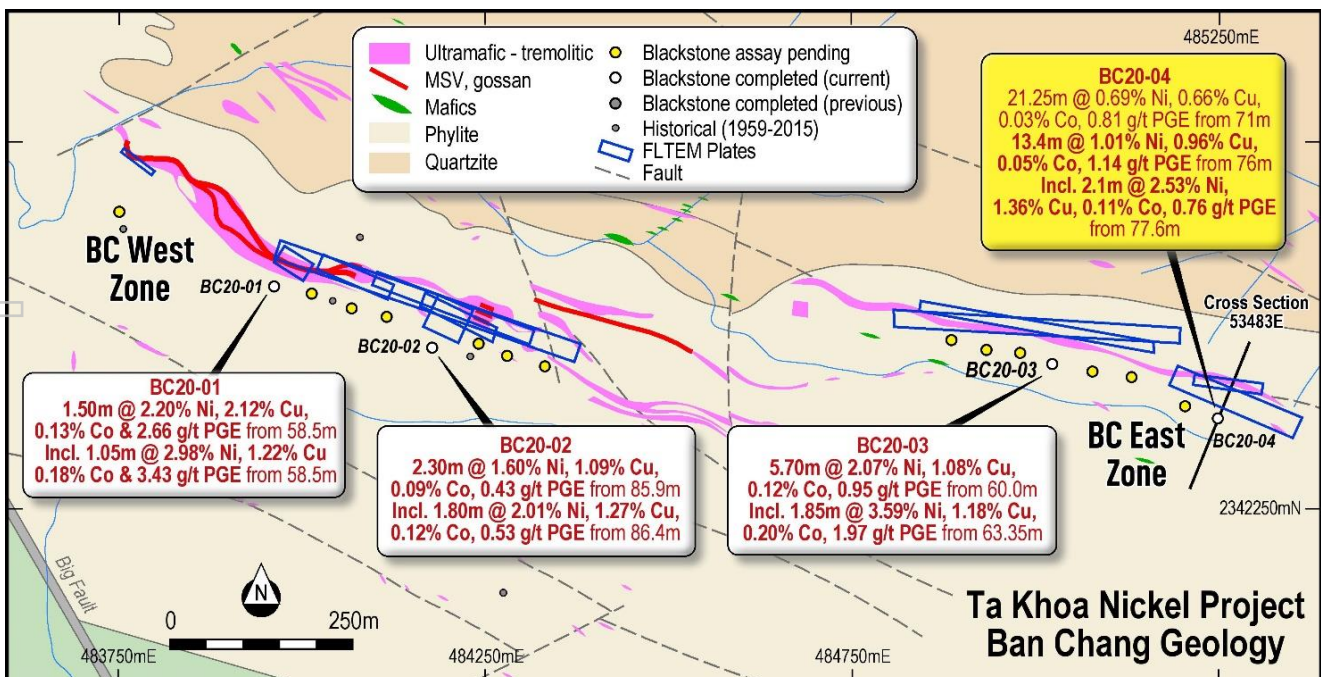 485250mE
Ultramafic - tremolitic
MSV, gossan
Mafics
Phylite
Quartzite
Blackstone assay pending
Blackstone completed (current)
Blackstone completed (previous)
Historical (1959-2015)
FLTEM Plates
Fault
BC20-04
21.25m @ 0.69% Ni, 0.66% Cu,
0.03% Co, 0.81 g/t PGE from 71m
13.4m @ 1.01% Ni, 0.96% Cu,
0.05% Co, 1.14 g/t PGE from 76m
Incl. 2.1m @ 2.53% Ni,
1.36% Cu, 0.11% Co, 0.76 g/t PGE
from 77.6m
BC West
Zone
BC20-01
BC20-02
BC20-03
Cross Section
53483E
BC20-04
BC East
Zone
BC20-01
1.50m @ 2.20% Ni, 2.12% Cu,
0.13% Co & 2.66 g/t PGE from 58.5m
Incl. 1.05m @ 2.98% Ni, 1.22% Cu
0.18% Co & 3.43 g/t PGE from 58.5m
BC20-02
2.30m @ 1.60% Ni, 1.09% Cu,
0.09% Co, 0.43 g/t PGE from 85.9m
Incl. 1.80m @ 2.01% Ni, 1.27% Cu,
0.12% Co, 0.53 g/t PGE from 86.4m
BC20-03
5.70m @ 2.07% Ni, 1.08% Cu,
0.12% Co, 0.95 g/t PGE from 60.0m
Incl. 1.85m @ 3.59% Ni, 1.18% Cu,
0.20% Co, 1.97 g/t PGE from 63.35m
2342250mN
Big Fault
N
0 250m
Ta Khoa Nickel Project
Ban Chang Geology
483750mE
484250mE
484750mE